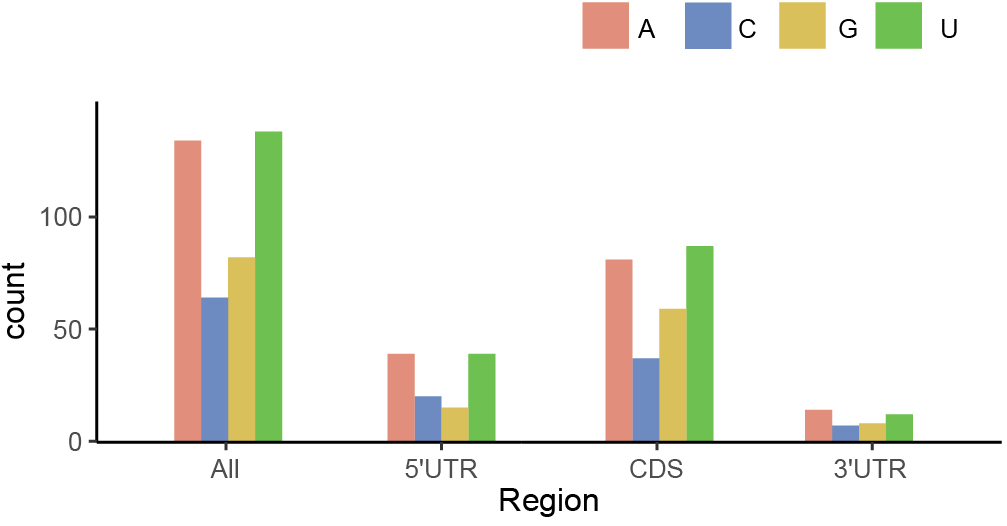 A C G U
100
50
0
count
All 5'UTR CDS 3'UTR
Region